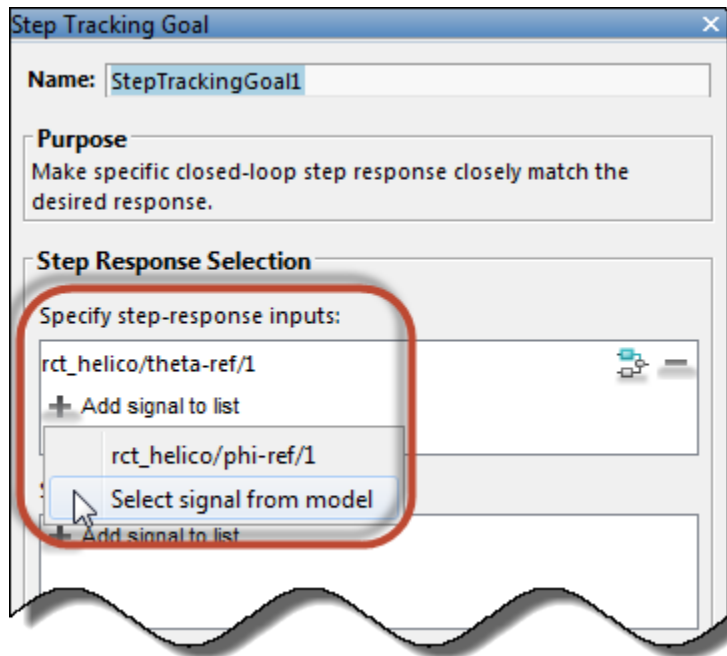 Step Tracking Goal
Name: StepTrackingGoal1
Purpose
Make specific closed-loop step response closely match the
desired response.
Step Response Selection
Specify step-response inputs:
rct_helico/theta-ref/1
Add signal to list
rct_helico/phi-ref/1
Select signal from model
Add signal to list